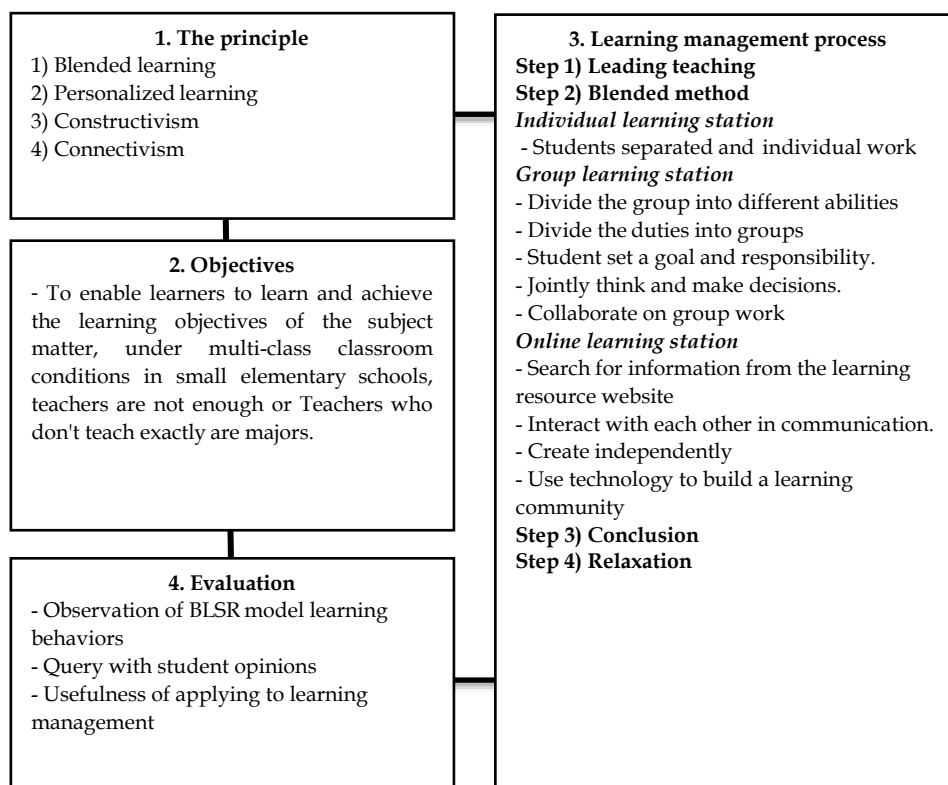 1. The principle
1) Blended learning
2) Personalized learning
3) Constructivism
4) Connectivism
2. Objectives
- To enable learners to learn and achieve
the learning objectives of the subject
matter, under multi-class classroom
conditions in small elementary schools,
teachers are not enough or Teachers who
don't teach exactly are majors.
3. Learning management process
Step 1) Leading teaching
Step 2) Blended method
Individual learning station
- Students separated and individual work
Group learning station
- Divide the group into different abilities
- Divide the duties into groups
- Student set a goal and responsibility.
- Jointly think and make decisions.
- Collaborate on group work
Online learning station
- Search for information from the learning
resource website
- Interact with each other in communication.
- Create independently
- Use technology to build a learning
community
Step 3) Conclusion
Step 4) Relaxation
4. Evaluation
- Observation of BLSR model learning
behaviors
- Query with student opinions
- Usefulness of applying to learning
management